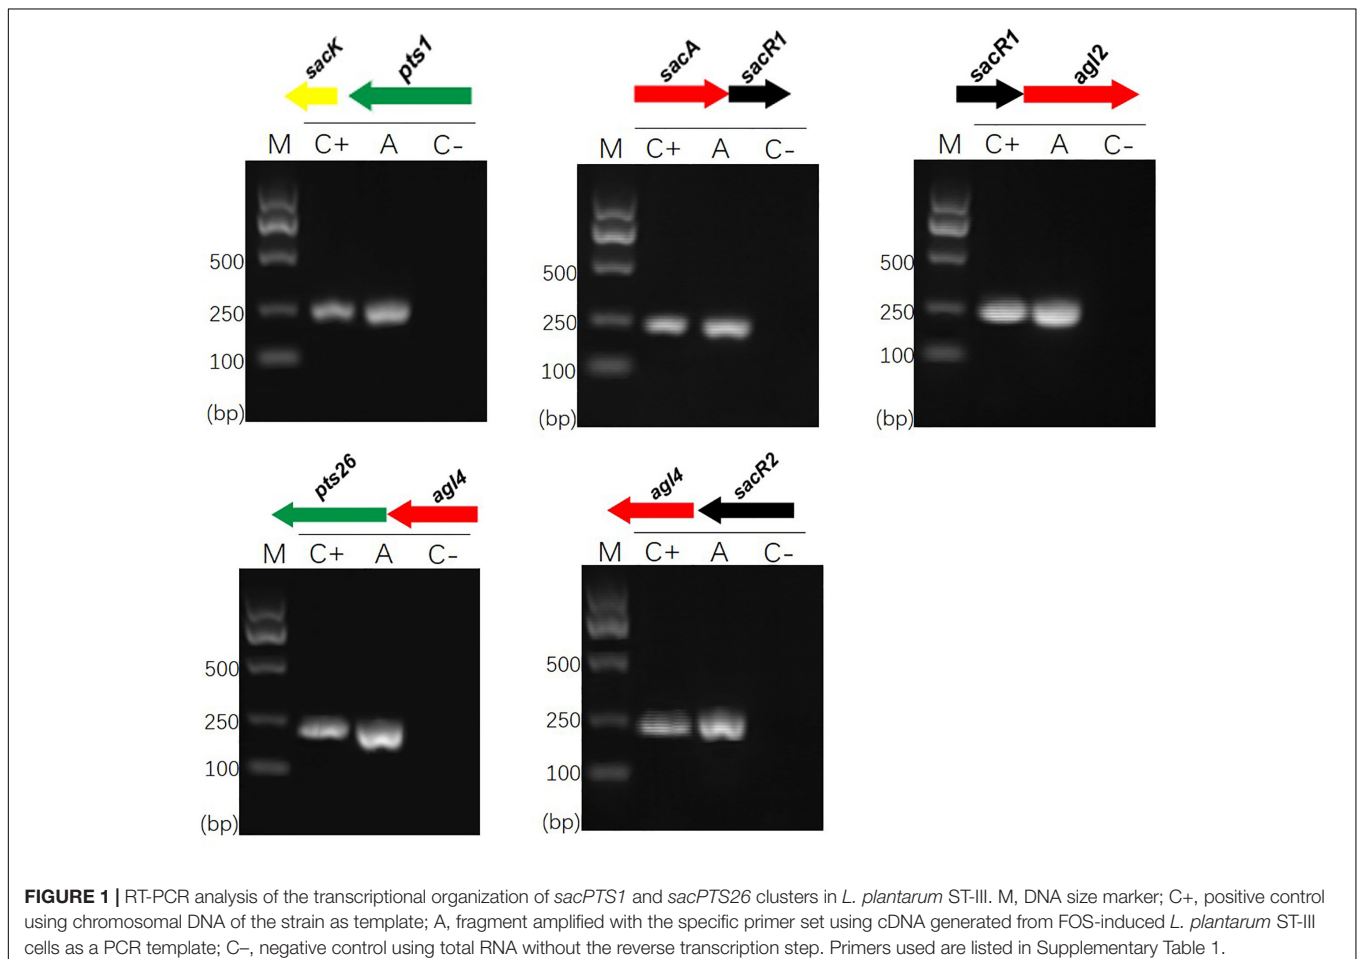 sacK pts1
M C+ A C-
500
250
100
(bp)
sacA sacR1
M C+ A C-
500
250
100
(bp)
sacR1 agl2
M C+ A C-
500
250
100
(bp)
pts26 agl4
M C+ A C-
500
250
100
(bp)
agl4 sacR2
M C+ A C-
500
250
100
(bp)
FIGURE 1 | RT-PCR analysis of the transcriptional organization of sacPTS1 and sacPTS26 clusters in L. plantarum ST-III. M, DNA size marker; C+, positive control
using chromosomal DNA of the strain as template; A, fragment amplified with the specific primer set using cDNA generated from FOS-induced L. plantarum ST-III
cells as a PCR template; C–, negative control using total RNA without the reverse transcription step. Primers used are listed in Supplementary Table 1.